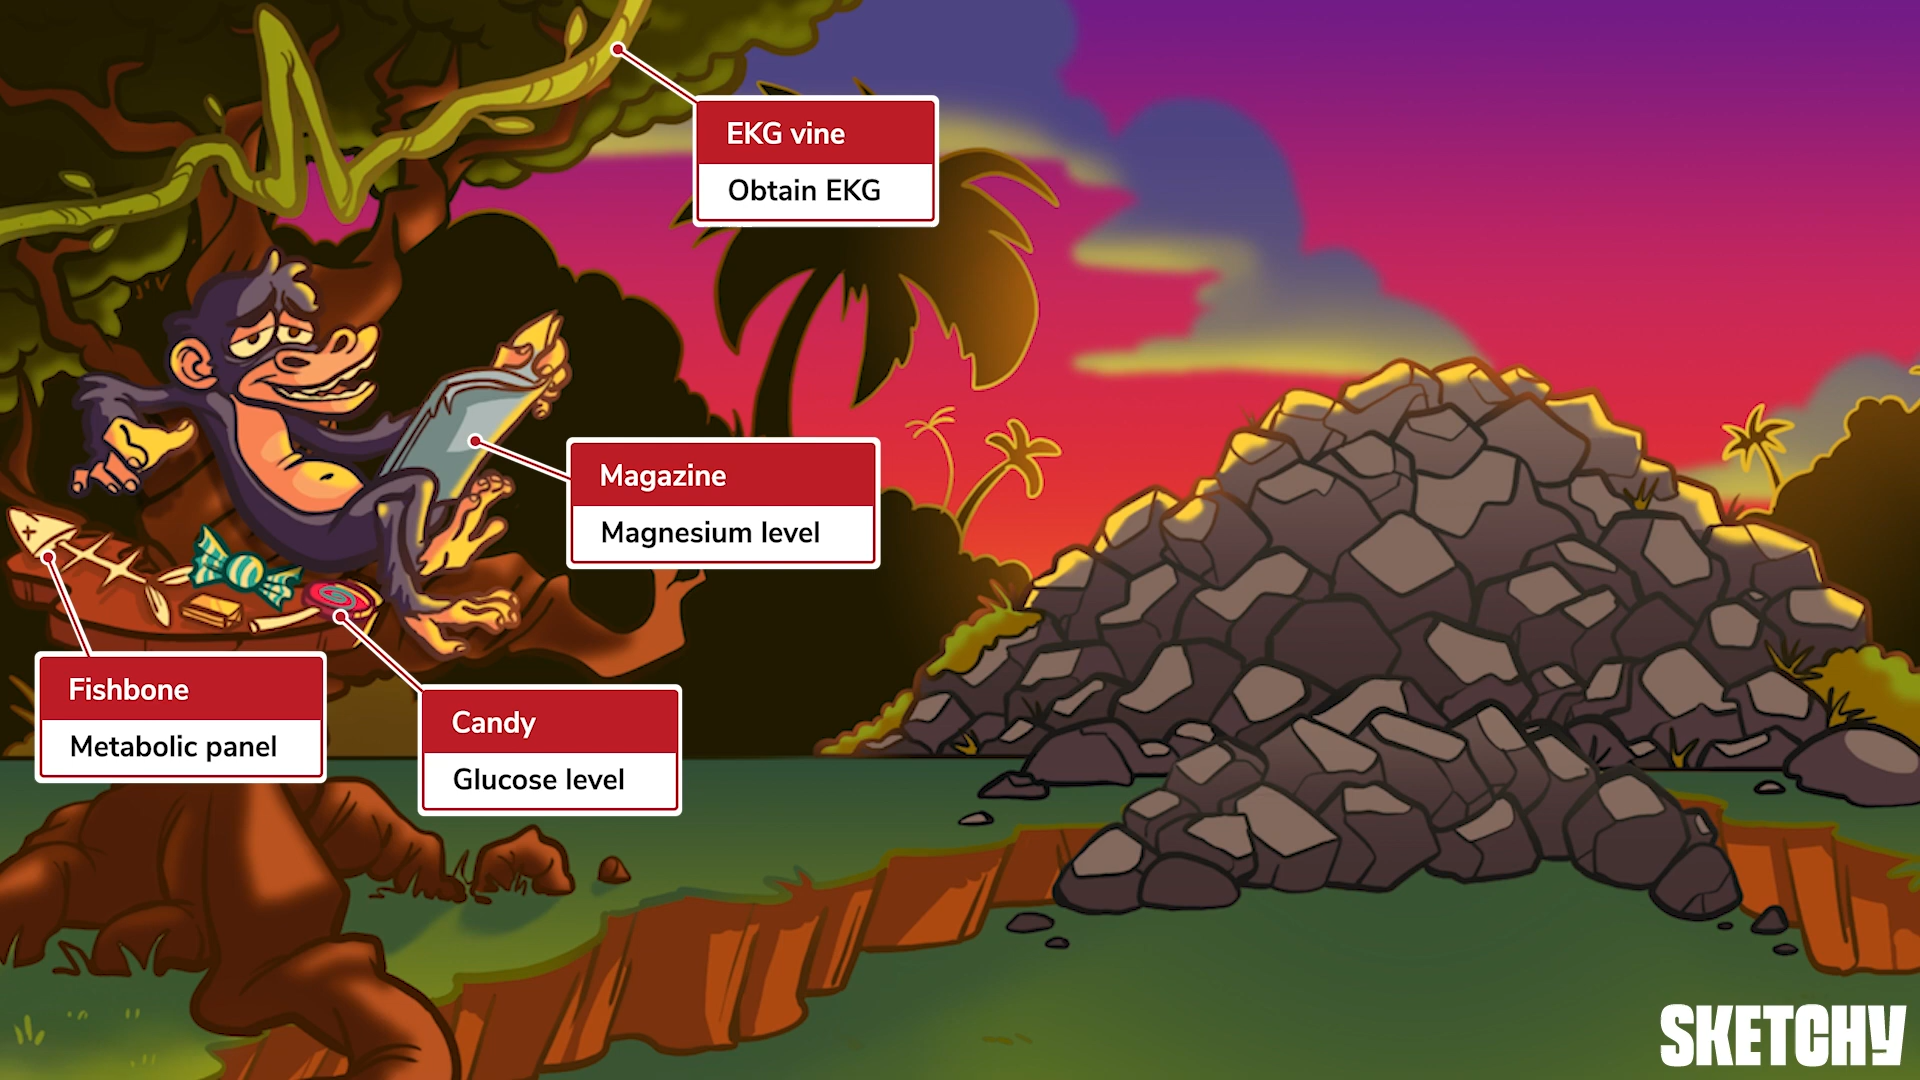 EKG vine
Obtain EKG
Magazine
Magnesium level
Fishbone
Metabolic panel
Candy
Glucose level
SKETCHY